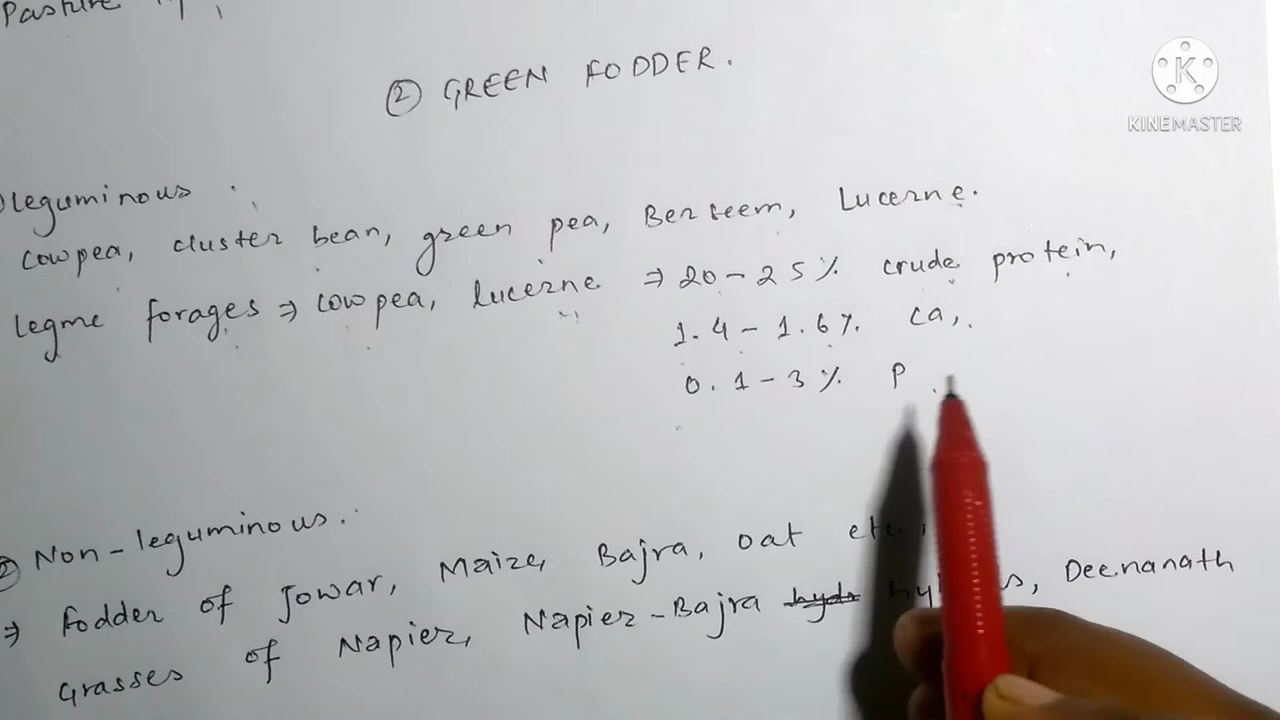 Pasture
② GREEN FODDER.
K
KINEMASTER
leguminous
cowpea, cluster bean, green pea, Berseem, Lucerne.
legme forages ⇒ cowpea, lucerne ⇒ 20-25% crude protein,
1.4-1.6% ca,
0.1-3% P
② Non-leguminous.
⇒ fodder of Jowar, Maize, Bajra, oat etc,
Grasses of Napier, Napier-Bajra Deenanath